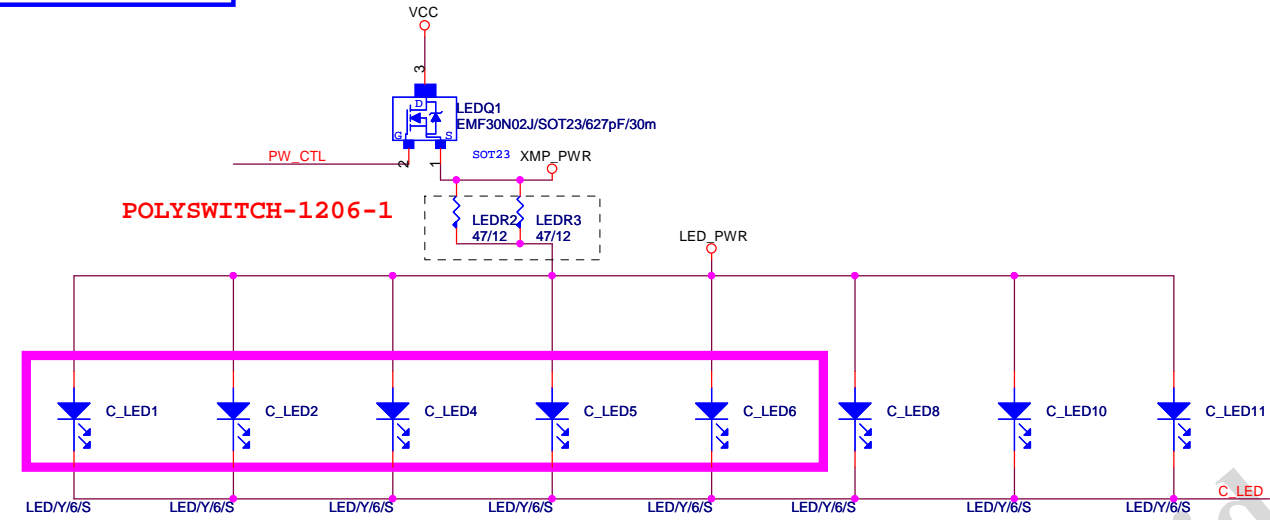 VCC
3
D
LEDQ1
EMF30N02J/SOT23/627pF/30m
G
S
PW_CTL
2
1
SOT23
XMP_PWR
POLYSWITCH-1206-1
LEDR2
47/12
LEDR3
47/12
LED_PWR
C_LED1
C_LED2
C_LED4
C_LED5
C_LED6
C_LED8
C_LED10
C_LED11
C_LED
LED/Y/6/S
LED/Y/6/S
LED/Y/6/S
LED/Y/6/S
LED/Y/6/S
LED/Y/6/S
LED/Y/6/S
LED/Y/6/S